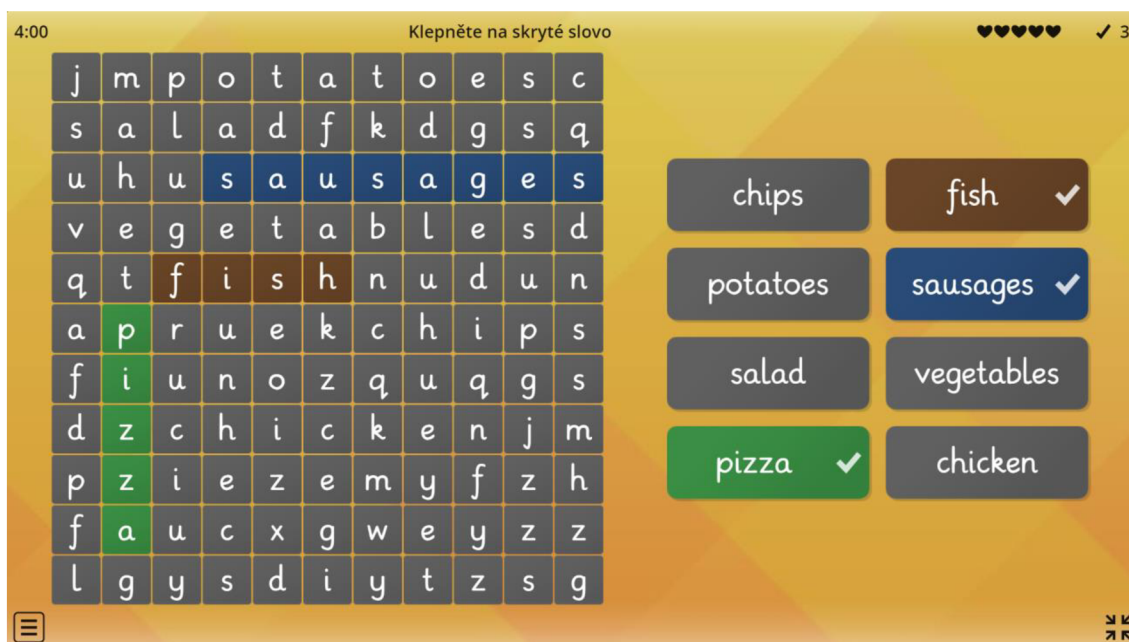 4:00 Klepněte na skryté slovo ✓ 3
j m p o t a t o e s c
s a l a d f k d g s q
u h u s a u s a g e s
v e g e t a b l e s d
q t f i s h n u d u n
a p r u e k c h i p s
f i u n o z q u q g s
d z c h i c k e n j m
p z i e z e m y f z h
f a u c x g w e y z z
l g y s d i y t z s g
chips fish
potatoes sausages
salad vegetables
pizza chicken